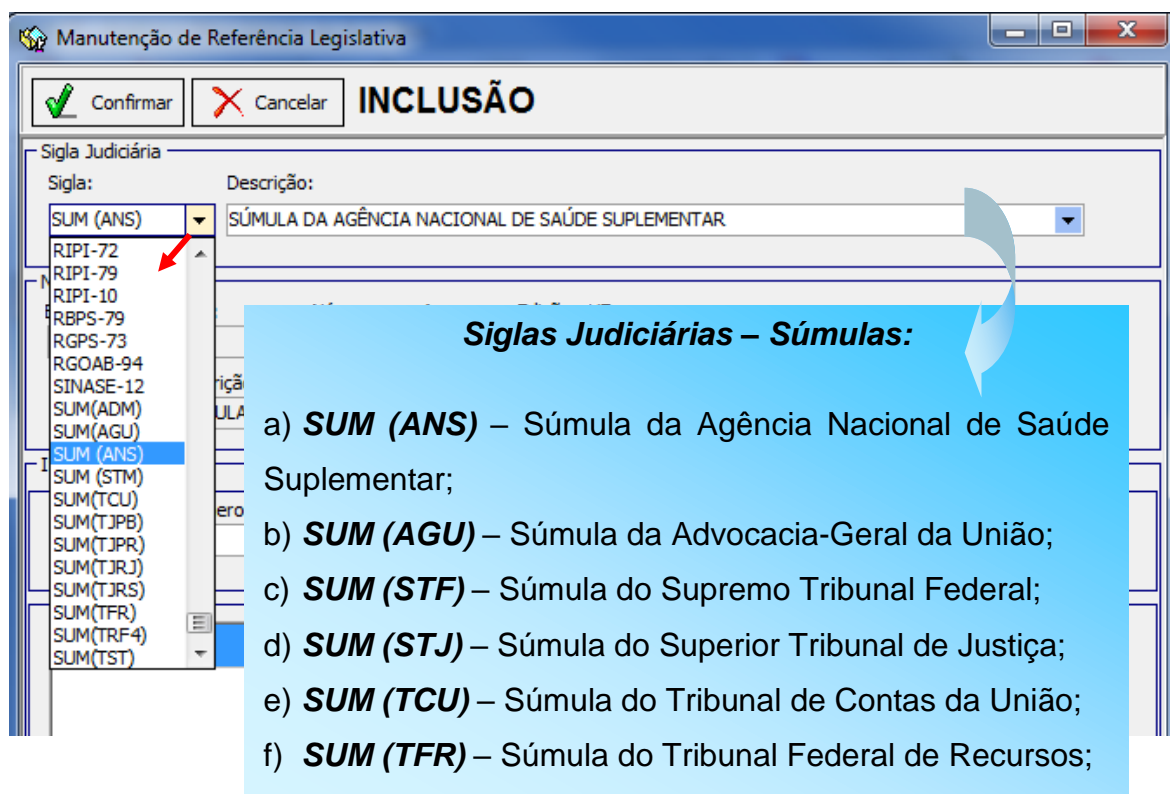 Manutenção de Referência Legislativa
Confirmar Cancelar INCLUSÃO
Sigla Judiciária
Sigla: Descrição:
SUM (ANS) SÚMULA DA AGÊNCIA NACIONAL DE SAÚDE SUPLEMENTAR
RIPI-72
RIPI-79
RIPI-10
RBPS-79
RGPS-73
RGOAB-94
SINASE-12
SUM(ADM)
SUM(AGU)
SUM (ANS)
SUM (STM)
SUM(TCU)
SUM(TJPB)
SUM(TJPR)
SUM(TJRJ)
SUM(TJRS)
SUM(TFR)
SUM(TRF4)
SUM(TST)
Siglas Judiciárias – Súmulas:
a) SUM (ANS) – Súmula da Agência Nacional de Saúde
Suplementar;
b) SUM (AGU) – Súmula da Advocacia-Geral da União;
c) SUM (STF) – Súmula do Supremo Tribunal Federal;
d) SUM (STJ) – Súmula do Superior Tribunal de Justiça;
e) SUM (TCU) – Súmula do Tribunal de Contas da União;
f) SUM (TFR) – Súmula do Tribunal Federal de Recursos;